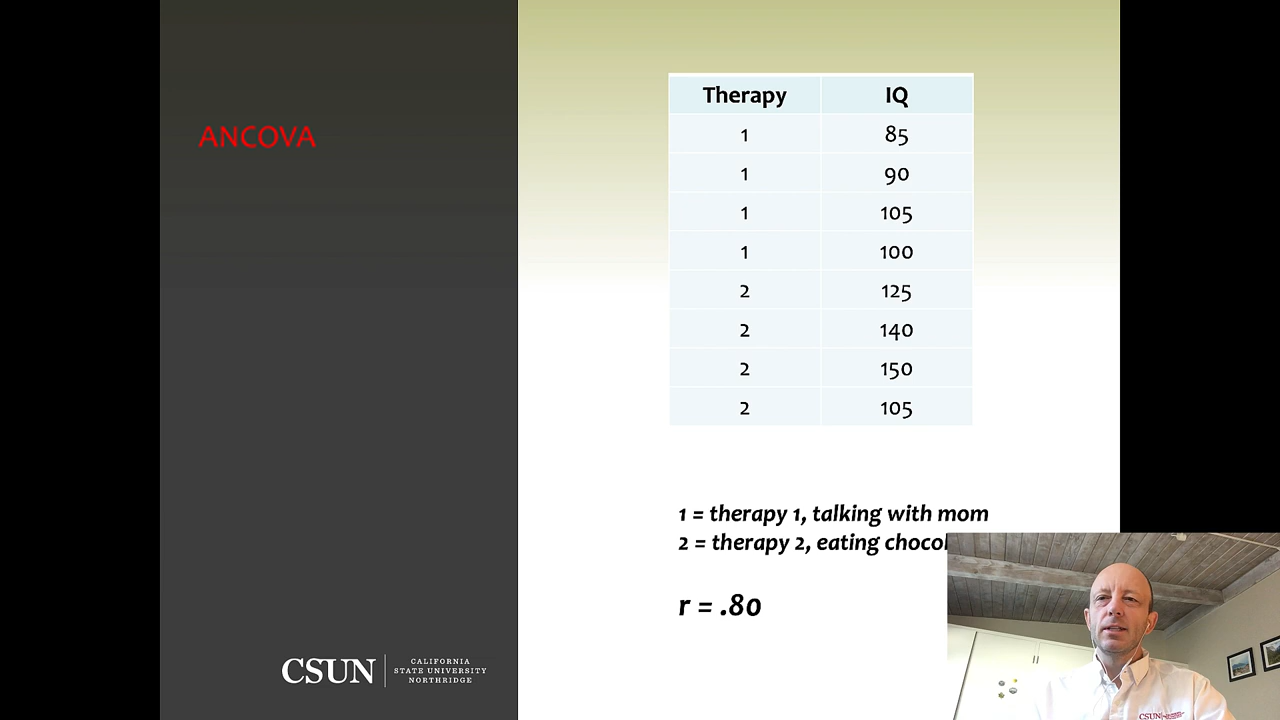 ANCOVA
Therapy IQ
1 85
1 90
1 105
1 100
2 125
2 140
2 150
2 105
1 = therapy 1, talking with mom
2 = therapy 2, eating
r = .80
CSUN
CALIFORNIA
STATE UNIVERSITY
NORTHRIDGE
CSUN